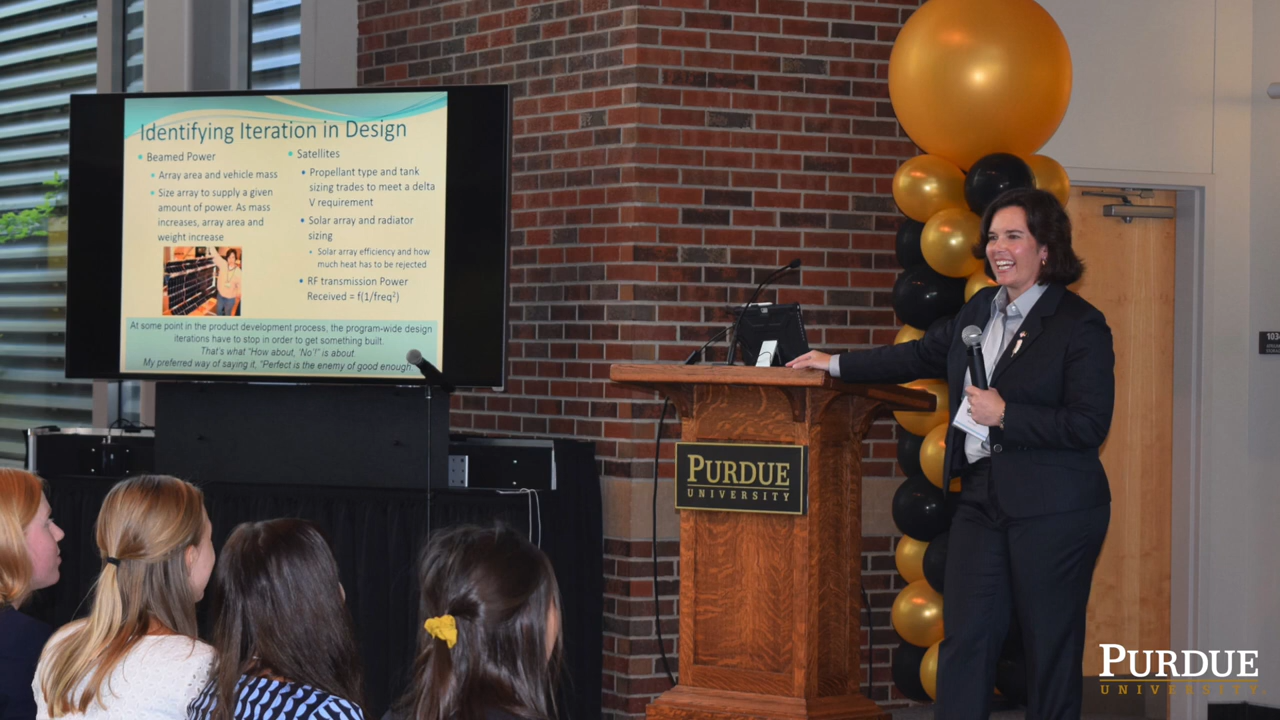 Identifying Iteration in Design
Beamed Power
Array area and vehicle mass
Size array to supply a given
amount of power. As mass
increases, array area and
weight increase
Satellites
Propellant type and tank
sizing trades to meet a delta
V requirement
Solar array and radiator
sizing
Solar array efficiency and how
much heat has to be rejected
RF transmission Power
Received = f(1/freq²)
At some point in the product development process, the program-wide design
iterations have to stop in order to get something built.
That's what "How about, 'No'!" is about.
My preferred way of saying it, "Perfect is the enemy of good enough.
PURDUE
UNIVERSITY
103
PURDUE
UNIVERSITY